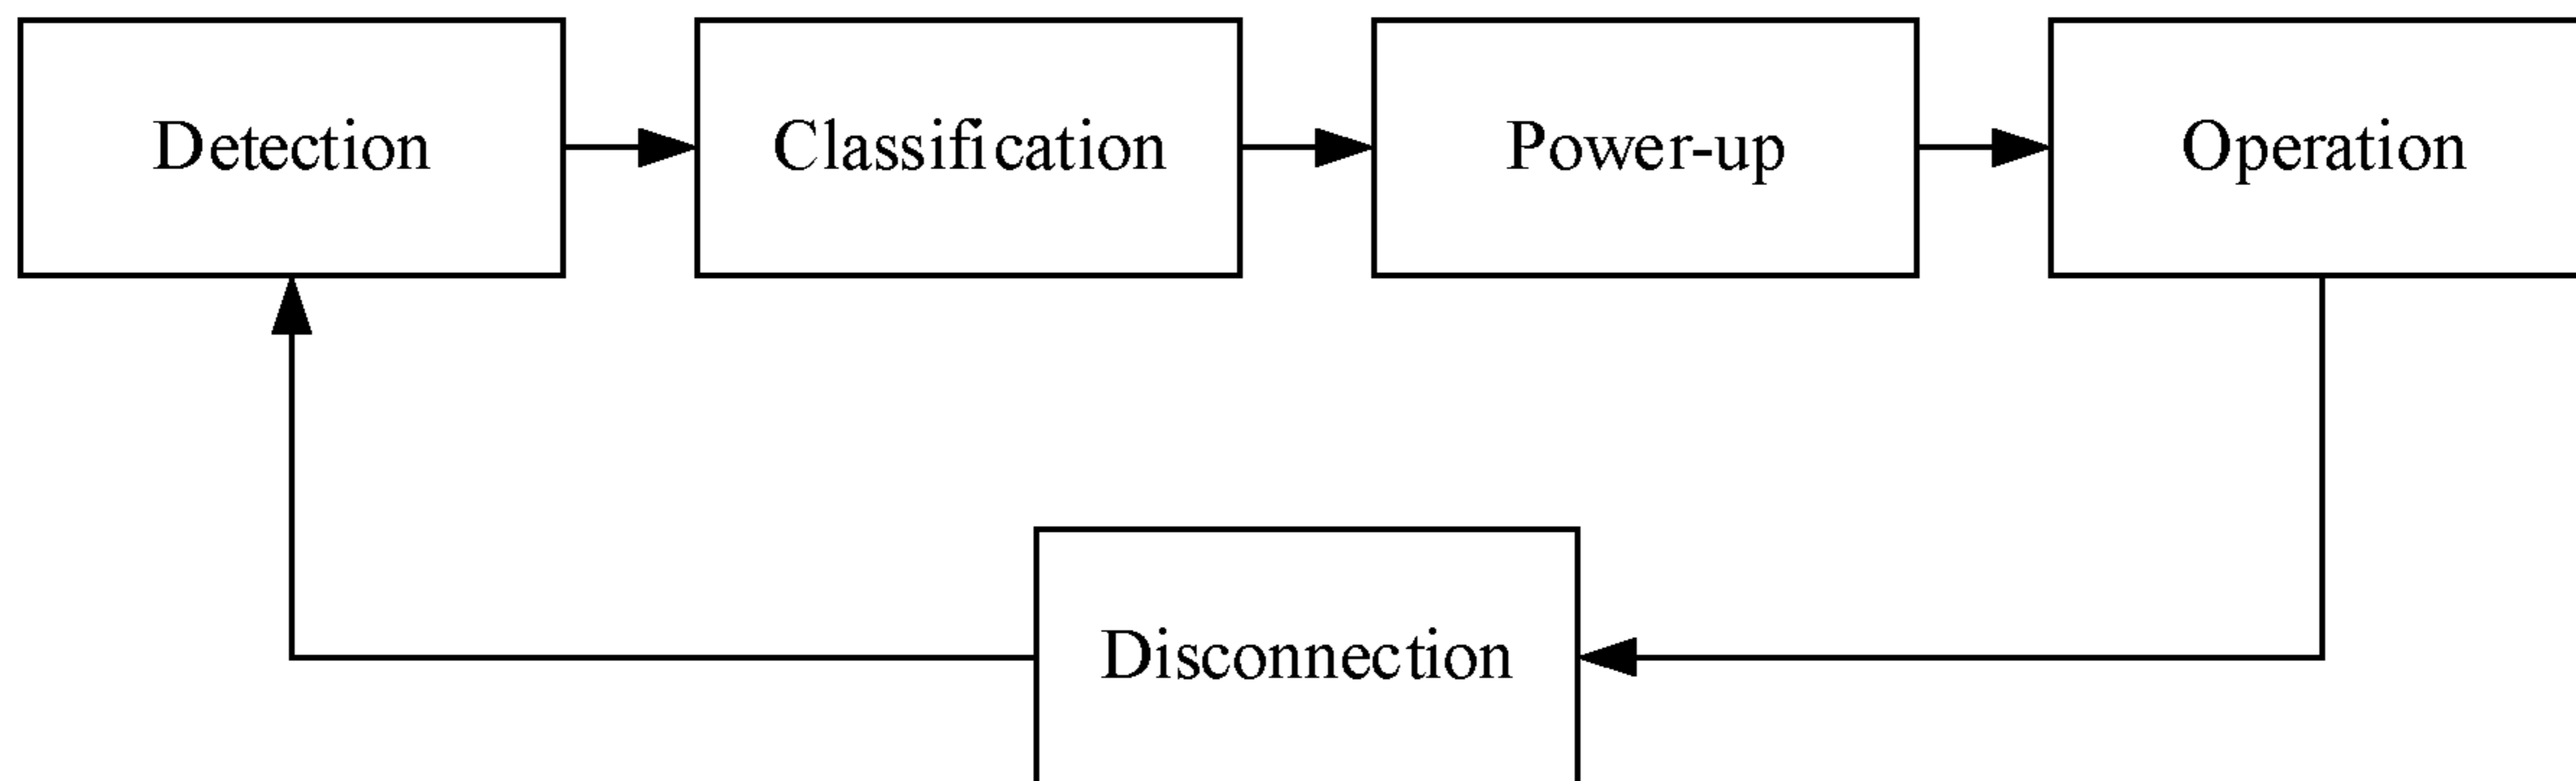 Detection
Classification
Power-up
Operation
Disconnection